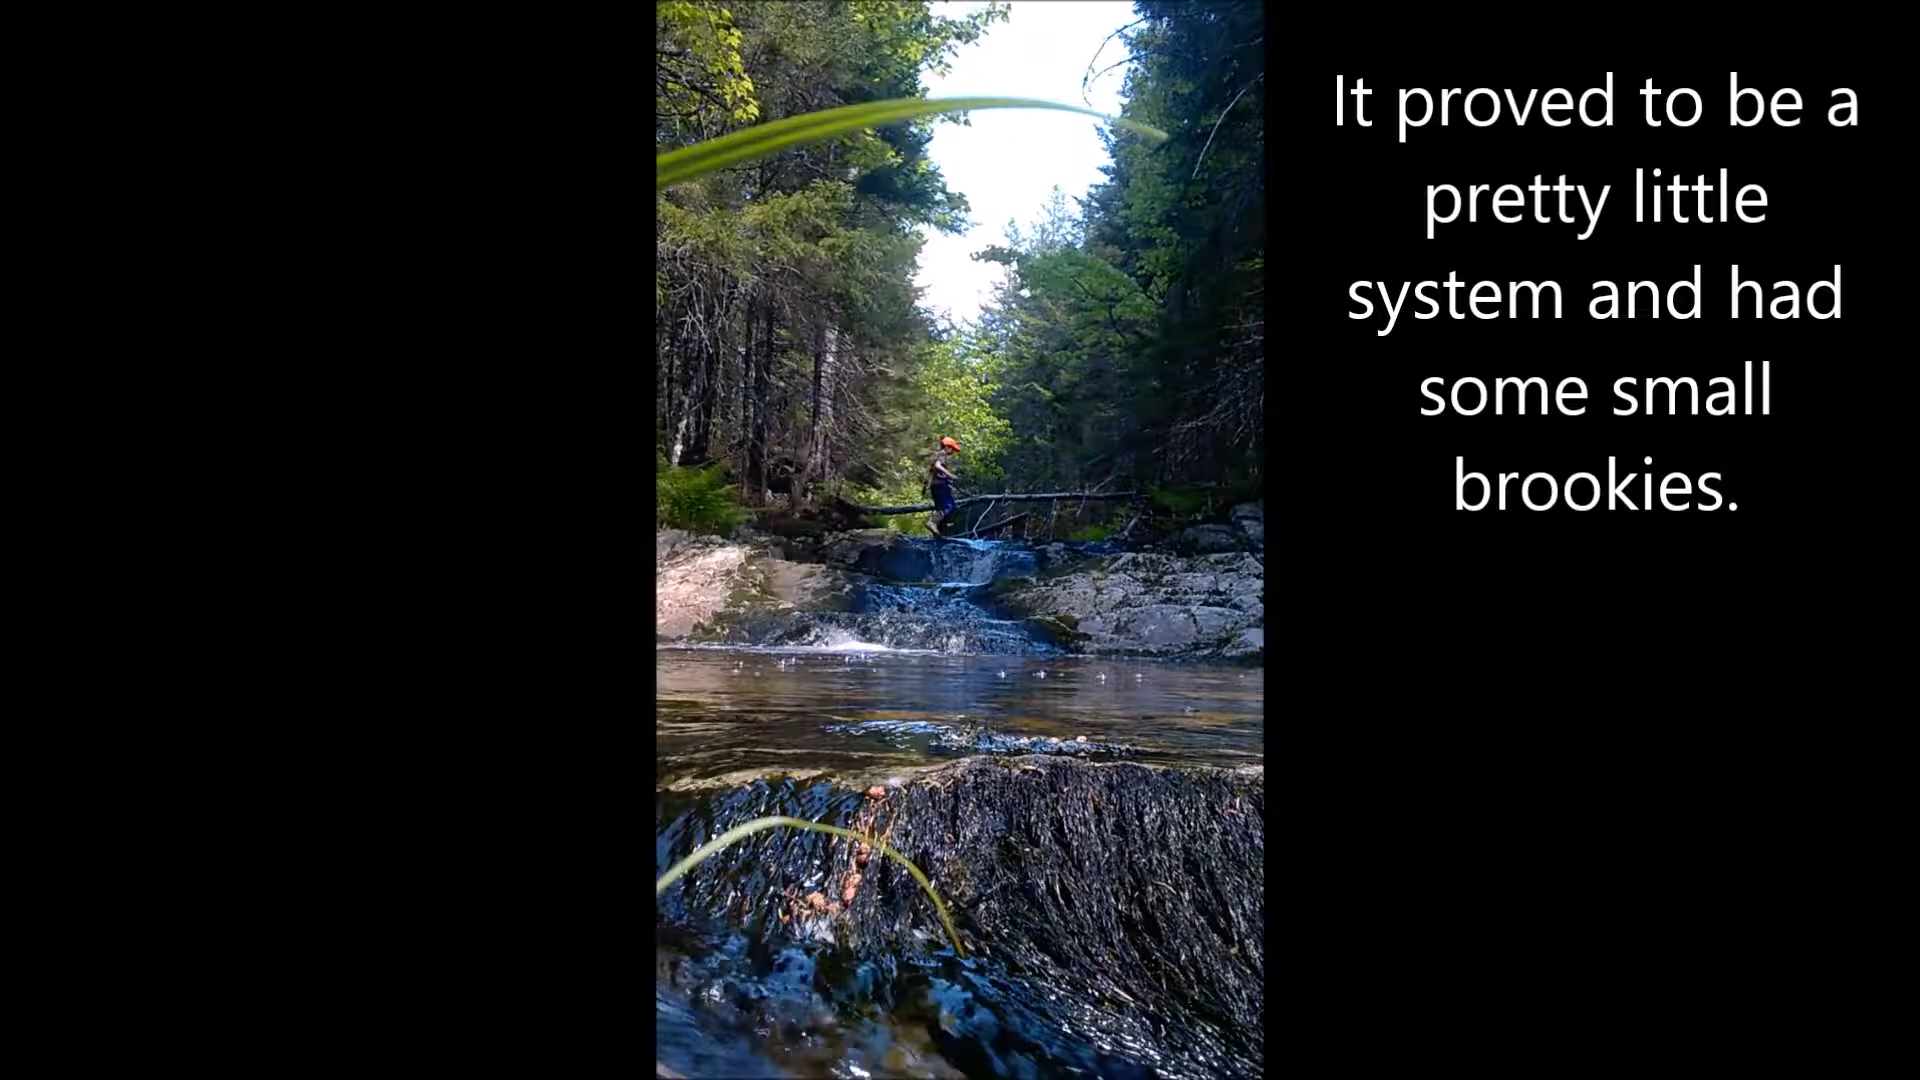 It proved to be a
pretty little
system and had
some small
brookies.